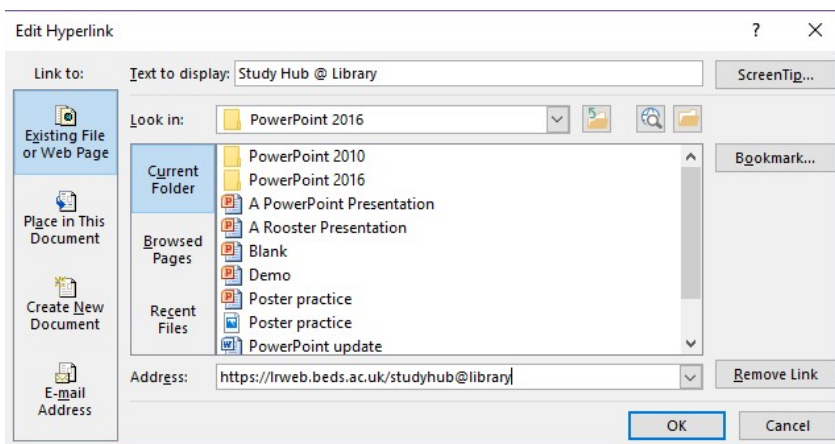 Edit Hyperlink
?
Link to:
Text to display:
Study Hub @ Library
ScreenTip...
Existing File
or Web Page
Place in This
Document
Create New
Document
E-mail
Address
Look in:
PowerPoint 2016
Current
Folder
Browsed
Pages
Recent
Files
PowerPoint 2010
PowerPoint 2016
A PowerPoint Presentation
A Rooster Presentation
Blank
Demo
Poster practice
Poster practice
PowerPoint update
Bookmark...
Address:
https://lrweb.beds.ac.uk/studyhub@library
Remove Link
OK
Cancel